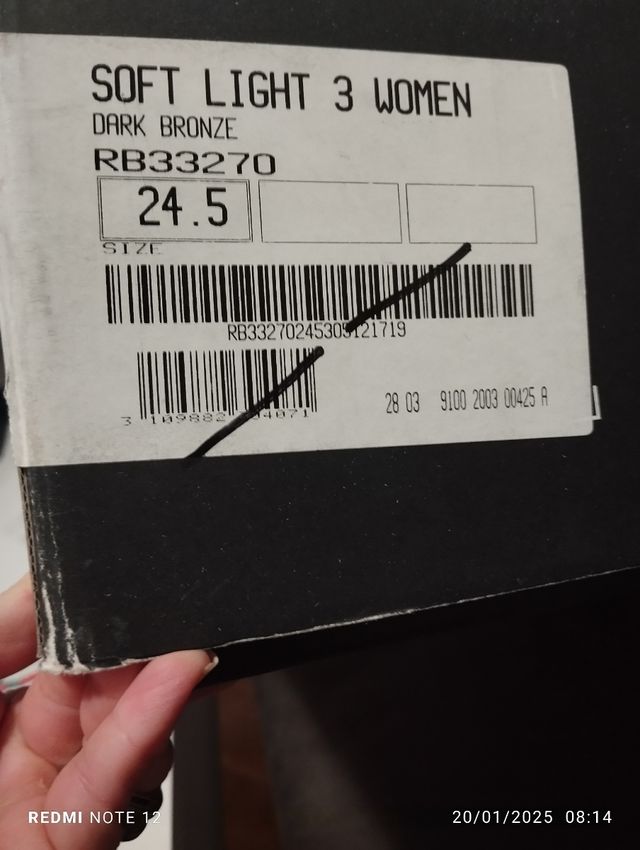 SOFT LIGHT 3 WOMEN
DARK BRONZE
RB33270
24.5
SIZE
28 03 9100 2003 00425 A
REDMI NOTE 12
20/01/2025 08:14